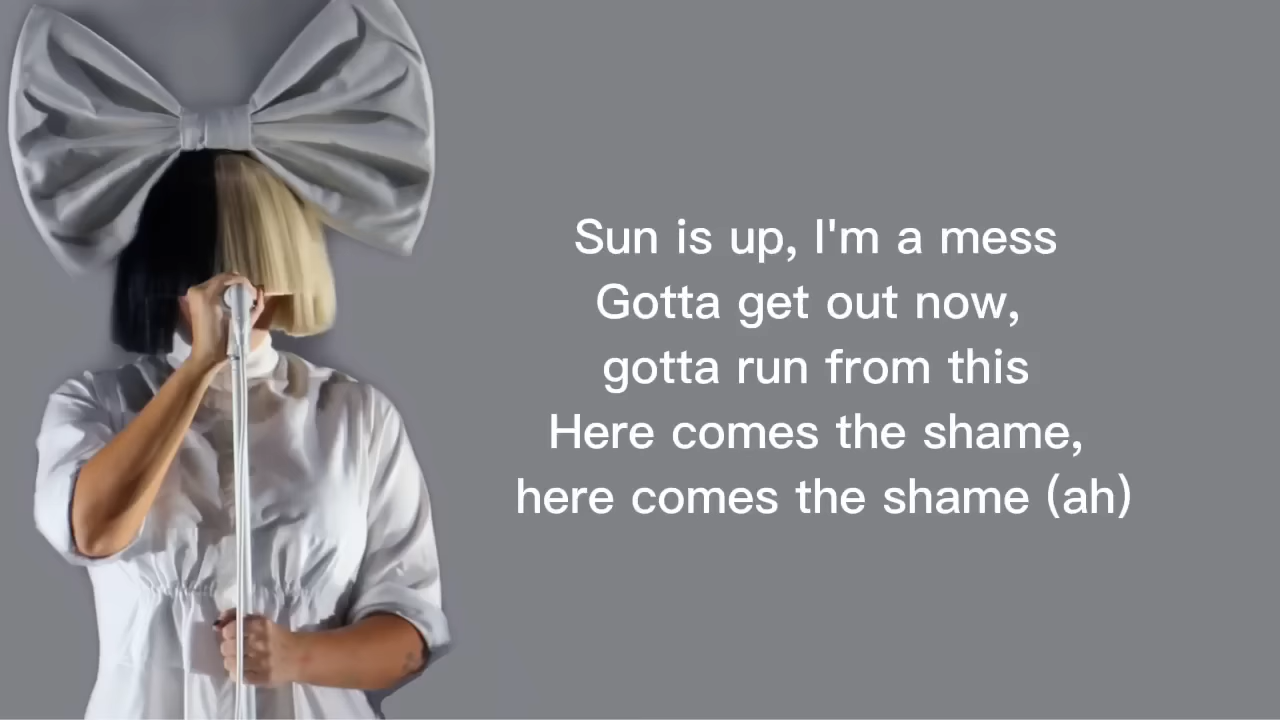 Sun is up, I'm a mess
Gotta get out now,
gotta run from this
Here comes the shame,
here comes the shame (ah)